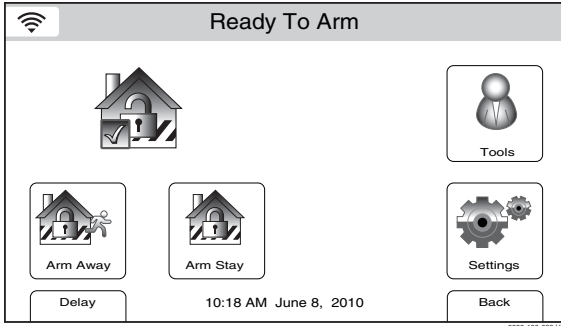 Ready To Arm
Tools
Arm Away
Arm Stay
Settings
Delay
10:18 AM June 8, 2010
Back